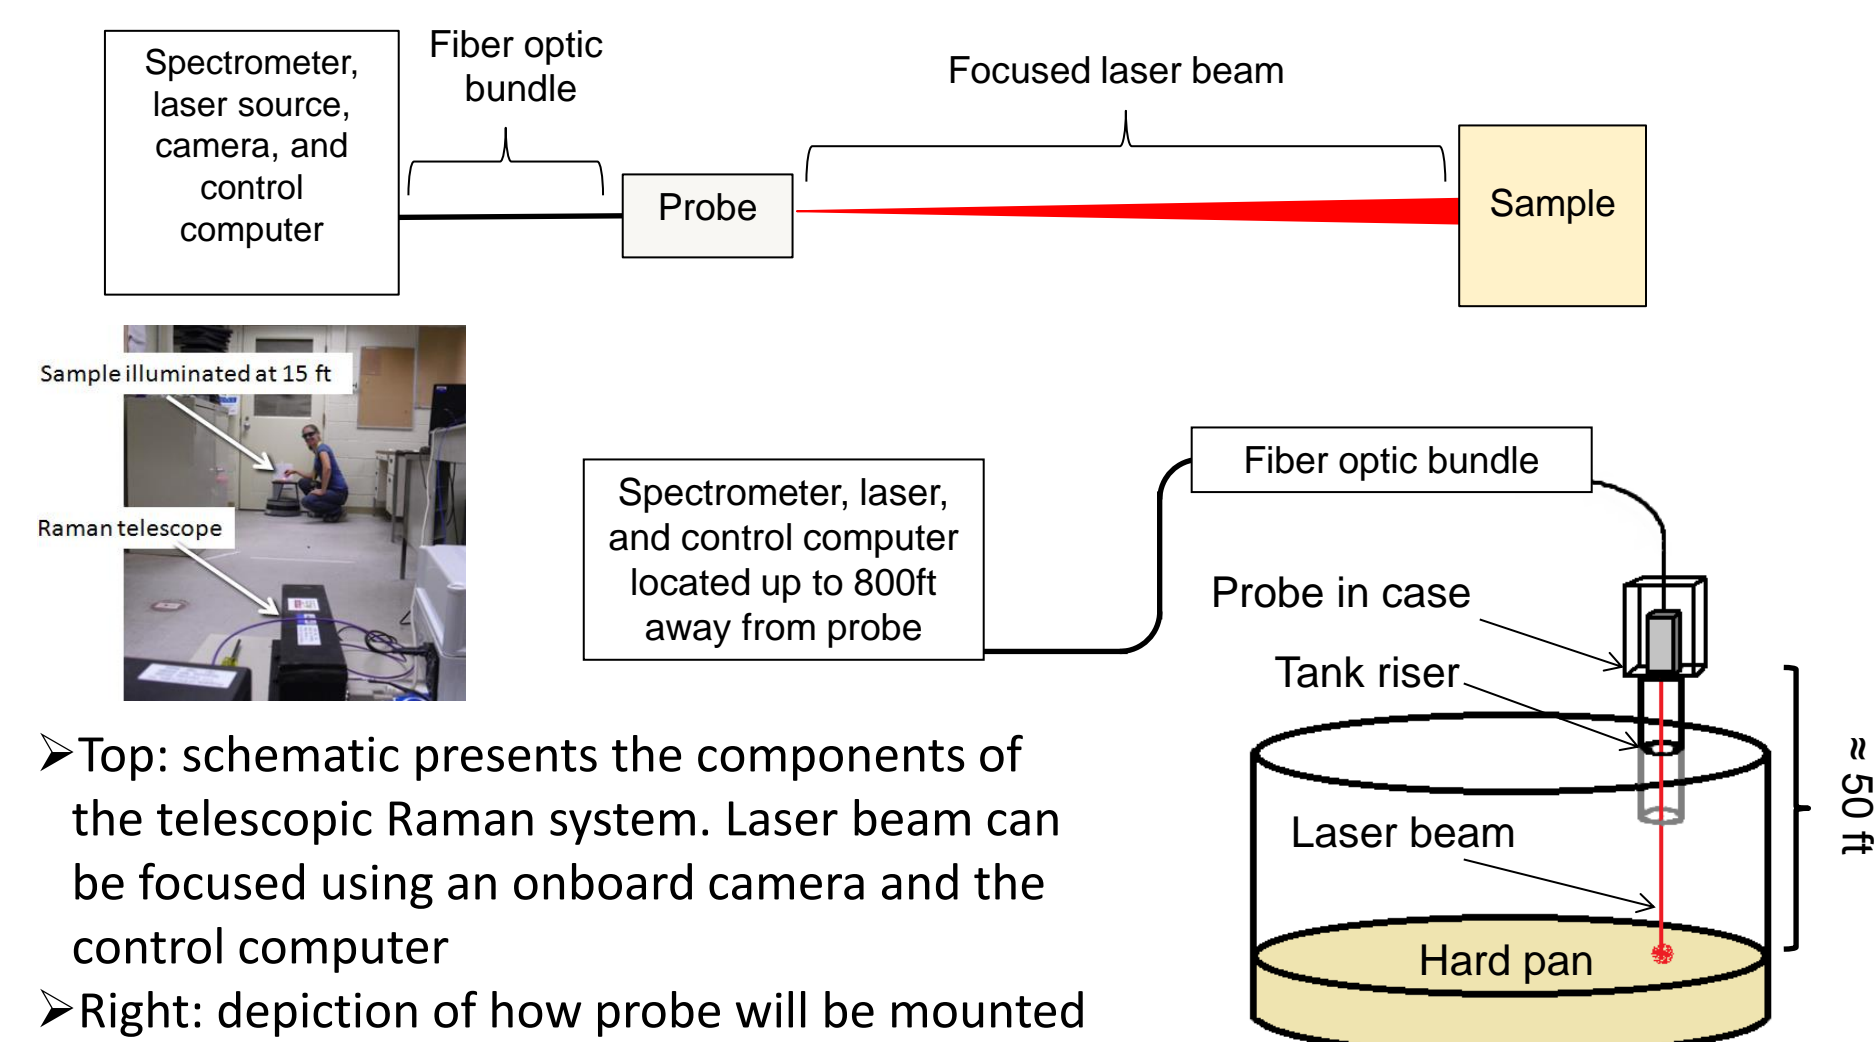 Spectrometer,
laser source,
camera, and
control
computer
Fiber optic
bundle
Probe
Focused laser beam
Sample
Sample illuminated at 15 ft
Raman telescope
Spectrometer, laser,
and control computer
located up to 800ft
away from probe
Fiber optic bundle
Probe in case
Tank riser
Laser beam
Hard pan
≈ 50 ft
➢Top: schematic presents the components of
the telescopic Raman system. Laser beam can
be focused using an onboard camera and the
control computer
➢Right: depiction of how probe will be mounted